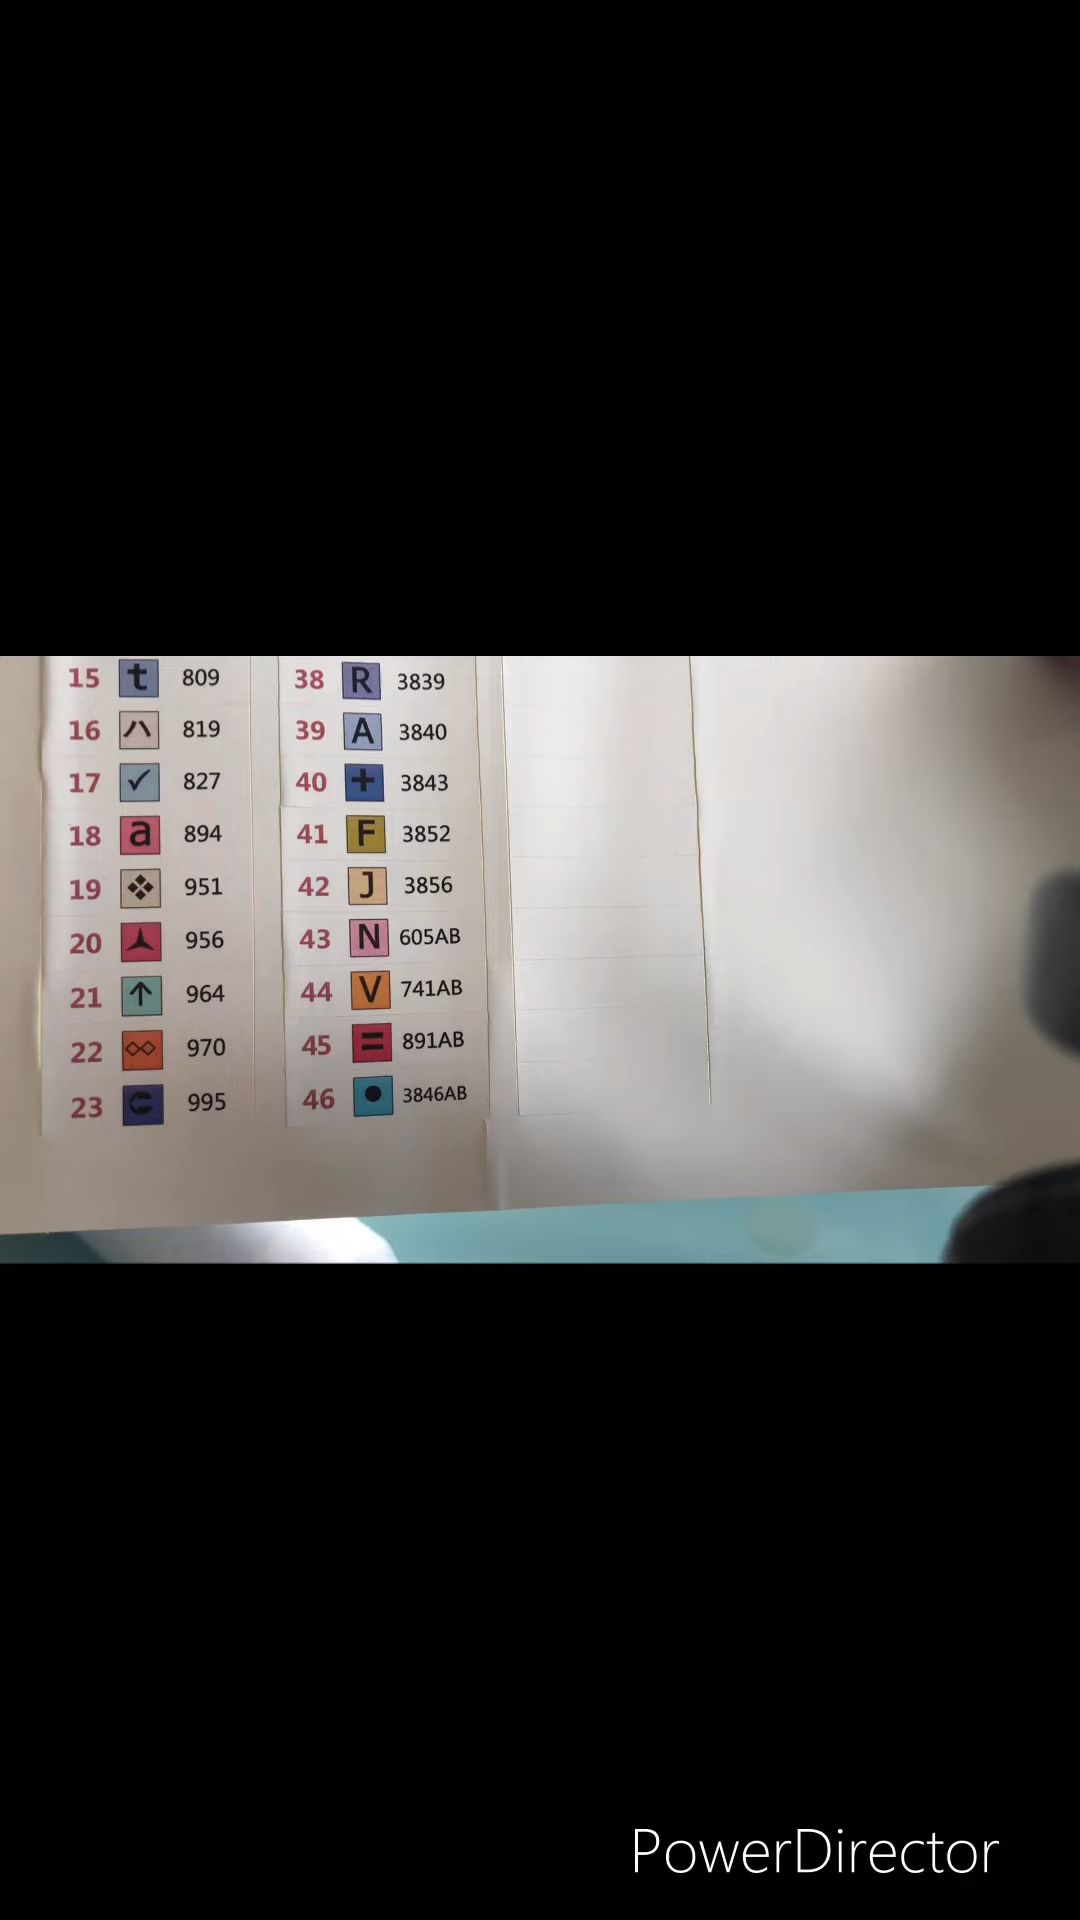 15 t 809 38 R 3839
16 ハ 819 39 A 3840
17 ✓ 827 40 + 3843
18 a 894 41 F 3852
19 ❖ 951 42 J 3856
20 956 43 N 605AB
21 ↑ 964 44 V 741AB
22 ◇◇ 970 45 = 891AB
23 995 46 ● 3846AB
PowerDirector